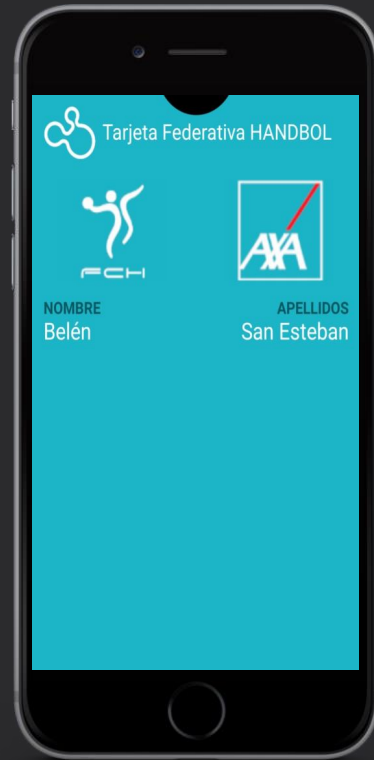 Tarjeta Federativa HANDBOL
FCH
AXA
NOMBRE
APELLIDOS
Belén
San Esteban